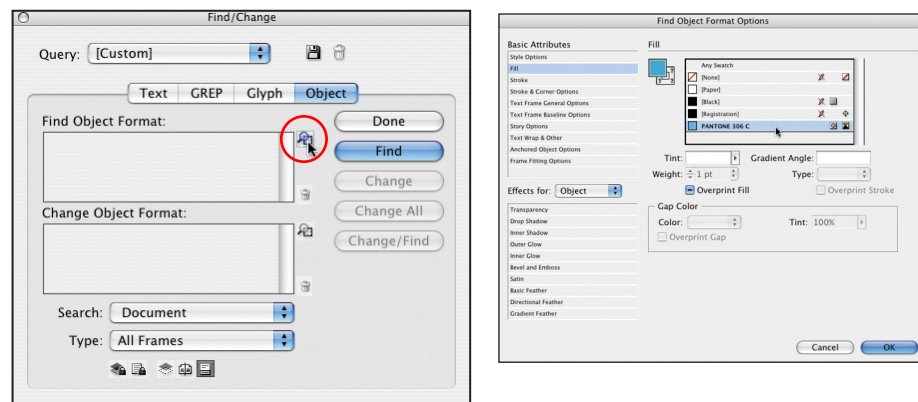 Find/Change
Query: [Custom]
Text GREP Glyph Object
Find Object Format:
Done
Find
Change
Change Object Format:
Change All
Change/Find
Search: Document
Type: All Frames
Find Object Format Options
Basic Attributes
Style Options
Fill
Stroke
Stroke & Corner Options
Text Frame General Options
Text Frame Baseline Options
Story Options
Text Wrap & Other
Anchored Object Options
Frame Fitting Options
Effects for: Object
Transparency
Drop Shadow
Inner Shadow
Outer Glow
Inner Glow
Bevel and Emboss
Satin
Basic Feather
Directional Feather
Gradient Feather
Fill
Any Swatch
[None]
[Paper]
[Black]
[Registration]
PANTONE 306 C
Tint: Gradient Angle:
Weight: 1 pt Type:
Overprint Fill Overprint Stroke
Gap Color
Color: Tint: 100%
Overprint Gap
Cancel OK